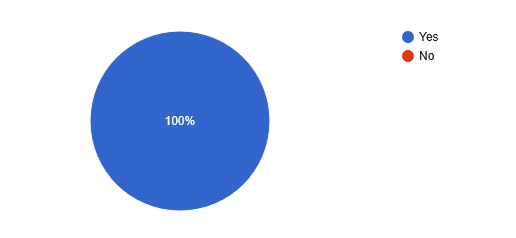 Yes
No
100%